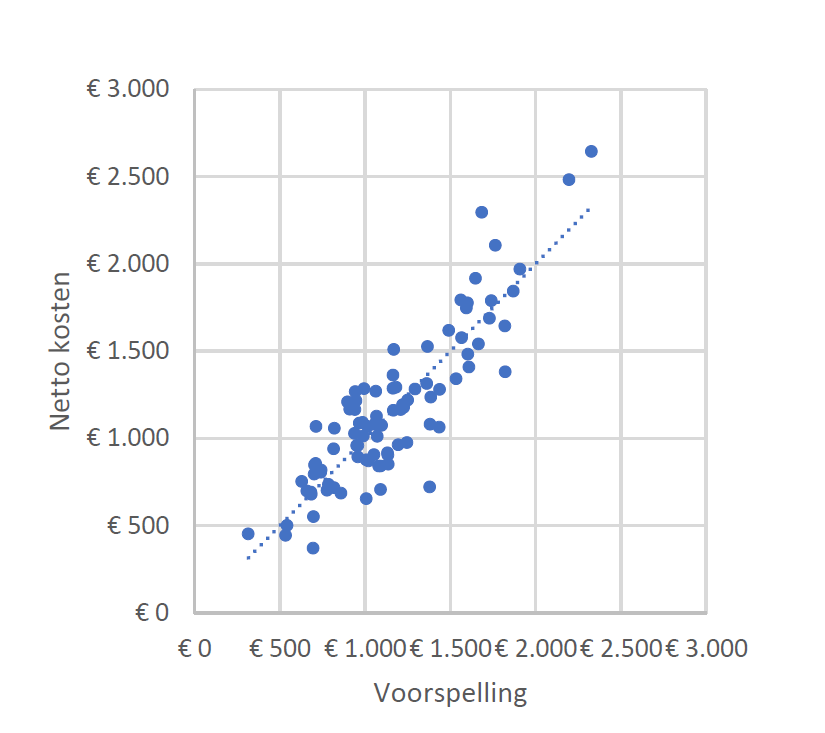 € 3.000
€ 2.500
€ 2.000
€ 1.500
€ 1.000
€ 500
€ 0
Netto kosten
€ 0 € 500 € 1.000 € 1.500 € 2.000 € 2.500 € 3.000
Voorspelling